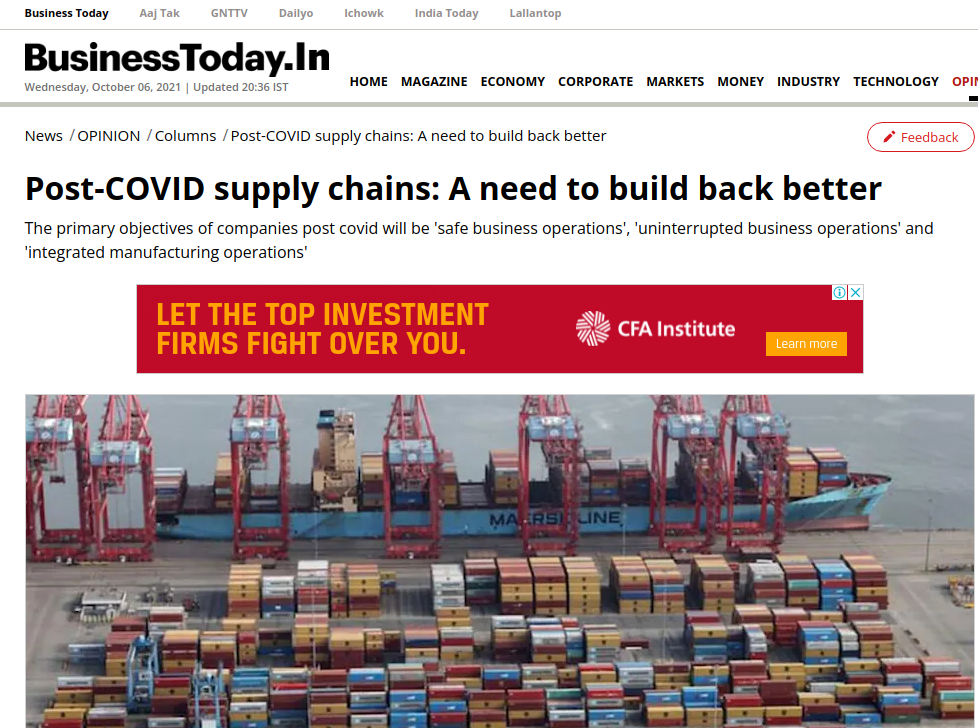 Business Today Aaj Tak GNTTV Dailyo Ichowk India Today Lallantop
BusinessToday.In
Wednesday, October 06, 2021 | Updated 20:36 IST
HOME MAGAZINE ECONOMY CORPORATE MARKETS MONEY INDUSTRY TECHNOLOGY OPIN
News / OPINION / Columns / Post-COVID supply chains: A need to build back better
Feedback
Post-COVID supply chains: A need to build back better
The primary objectives of companies post covid will be 'safe business operations', 'uninterrupted business operations' and
'integrated manufacturing operations'
LET THE TOP INVESTMENT
FIRMS FIGHT OVER YOU.
CFA Institute
Learn more
MAERSK LINE